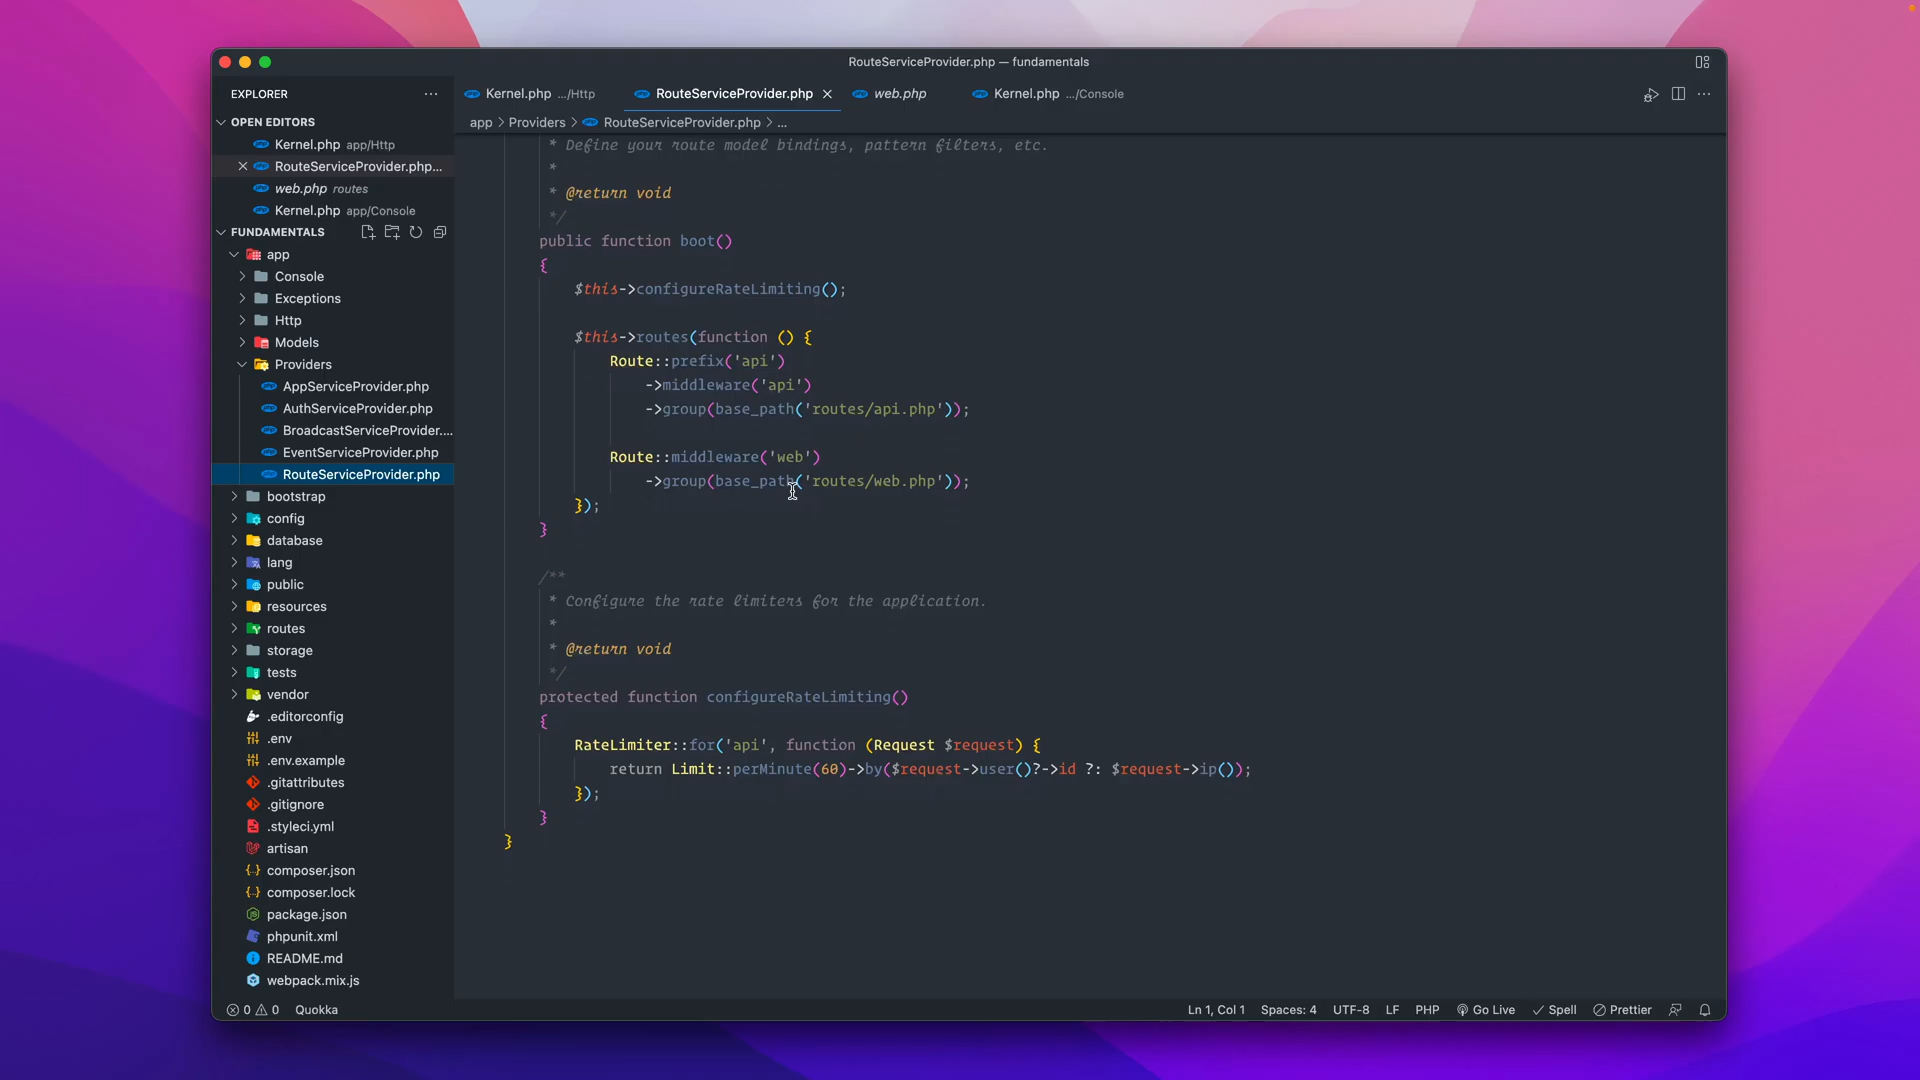 RouteServiceProvider.php — fundamentals
EXPLORER
OPEN EDITORS
Kernel.php app/Http
RouteServiceProvider.php...
web.php routes
Kernel.php app/Console
FUNDAMENTALS
app
Console
Exceptions
Http
Models
Providers
AppServiceProvider.php
AuthServiceProvider.php
BroadcastServiceProvider....
EventServiceProvider.php
RouteServiceProvider.php
bootstrap
config
database
lang
public
resources
routes
storage
tests
vendor
.editorconfig
.env
.env.example
.gitattributes
.gitignore
.styleci.yml
artisan
composer.json
composer.lock
package.json
phpunit.xml
README.md
webpack.mix.js
Kernel.php .../Http
RouteServiceProvider.php
web.php
Kernel.php .../Console
app > Providers > RouteServiceProvider.php > ...
* Define your route model bindings, pattern filters, etc.
*
* @return void
*/
public function boot()
{
$this->configureRateLimiting();
$this->routes(function () {
Route::prefix('api')
->middleware('api')
->group(base_path('routes/api.php'));
Route::middleware('web')
->group(base_path('routes/web.php'));
});
}
/**
* Configure the rate limiters for the application.
*
* @return void
*/
protected function configureRateLimiting()
{
RateLimiter::for('api', function (Request $request) {
return Limit::perMinute(60)->by($request->user()?->id ?: $request->ip());
});
}
}
0 0 Quokka
Ln 1, Col 1 Spaces: 4 UTF-8 LF PHP Go Live Spell Prettier